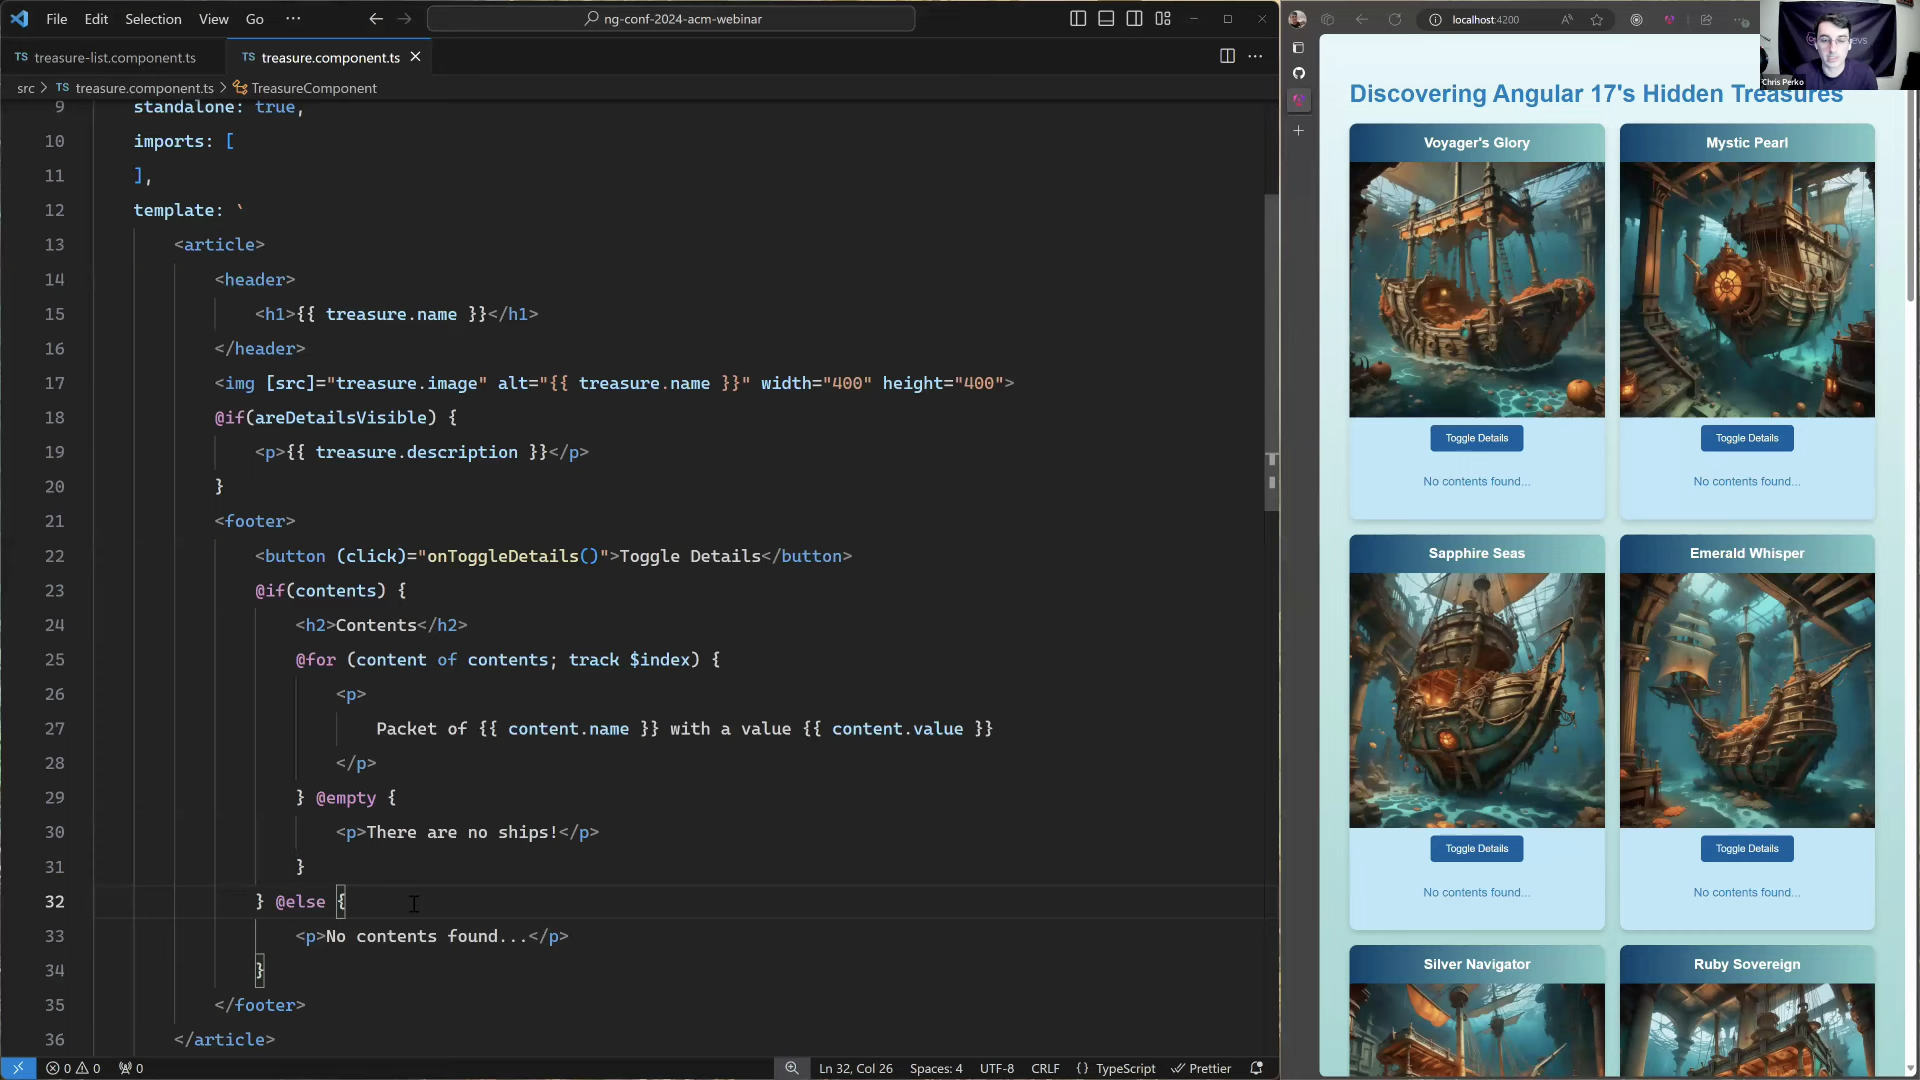 File Edit Selection View Go ··· ng-conf-2024-acm-webinar
TS treasure-list.component.ts TS treasure.component.ts
src > TS treasure.component.ts > TreasureComponent
9 standalone: true,
10 imports: [
11 ],
12 template: `
13 <article>
14 <header>
15 <h1>{{ treasure.name }}</h1>
16 </header>
17 <img [src]="treasure.image" alt="{{ treasure.name }}" width="400" height="400">
18 @if(areDetailsVisible) {
19 <p>{{ treasure.description }}</p>
20 }
21 <footer>
22 <button (click)="onToggleDetails()">Toggle Details</button>
23 @if(contents) {
24 <h2>Contents</h2>
25 @for (content of contents; track $index) {
26 <p>
27 Packet of {{ content.name }} with a value {{ content.value }}
28 </p>
29 } @empty {
30 <p>There are no ships!</p>
31 }
32 } @else {
33 <p>No contents found...</p>
34 }
35 </footer>
36 </article>
0 0 0 Ln 32, Col 26 Spaces: 4 UTF-8 CRLF {} TypeScript Prettier
localhost:4200
Chris Perko
Discovering Angular 17's Hidden Treasures
Voyager's Glory
Toggle Details
No contents found...
Mystic Pearl
Toggle Details
No contents found...
Sapphire Seas
Toggle Details
No contents found...
Emerald Whisper
Toggle Details
No contents found...
Silver Navigator
Ruby Sovereign